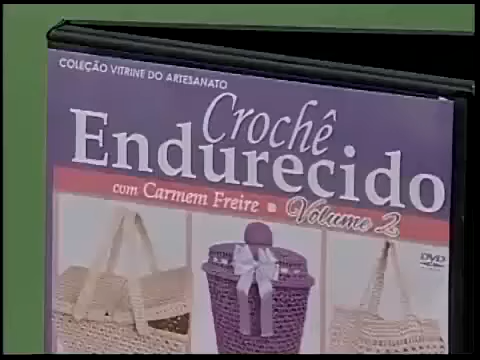 COLEÇÃO VITRINE DO ARTESANATO
Crochê
Endurecido
com Carmem Freire
Volume 2
DVD